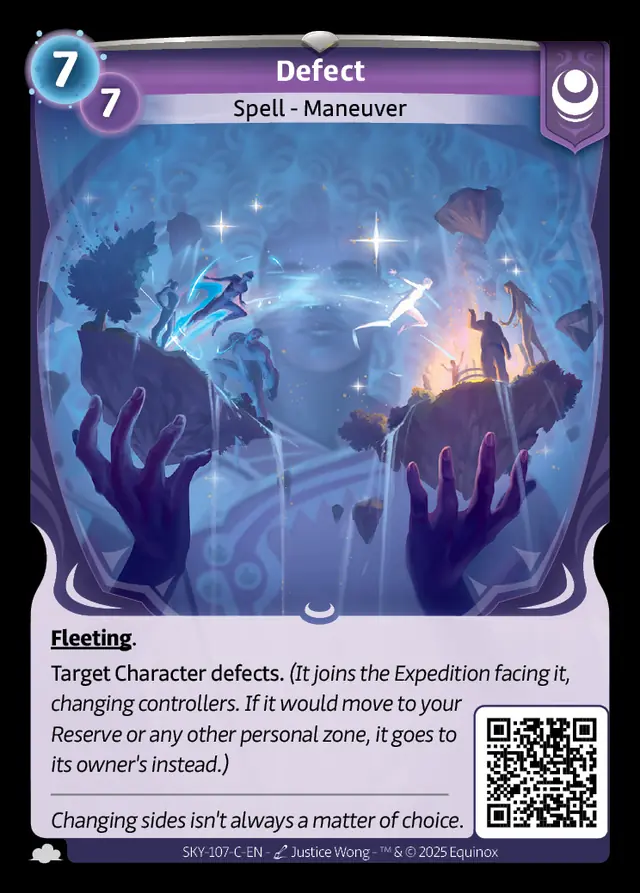 7
7
Defect
Spell - Maneuver
Fleeting.
Target Character defects. (It joins the Expedition facing it,
changing controllers. If it would move to your
Reserve or any other personal zone, it goes to
its owner's instead.)
Changing sides isn't always a matter of choice.
SKY-107-C-EN - Justice Wong - ™ & © 2025 Equinox